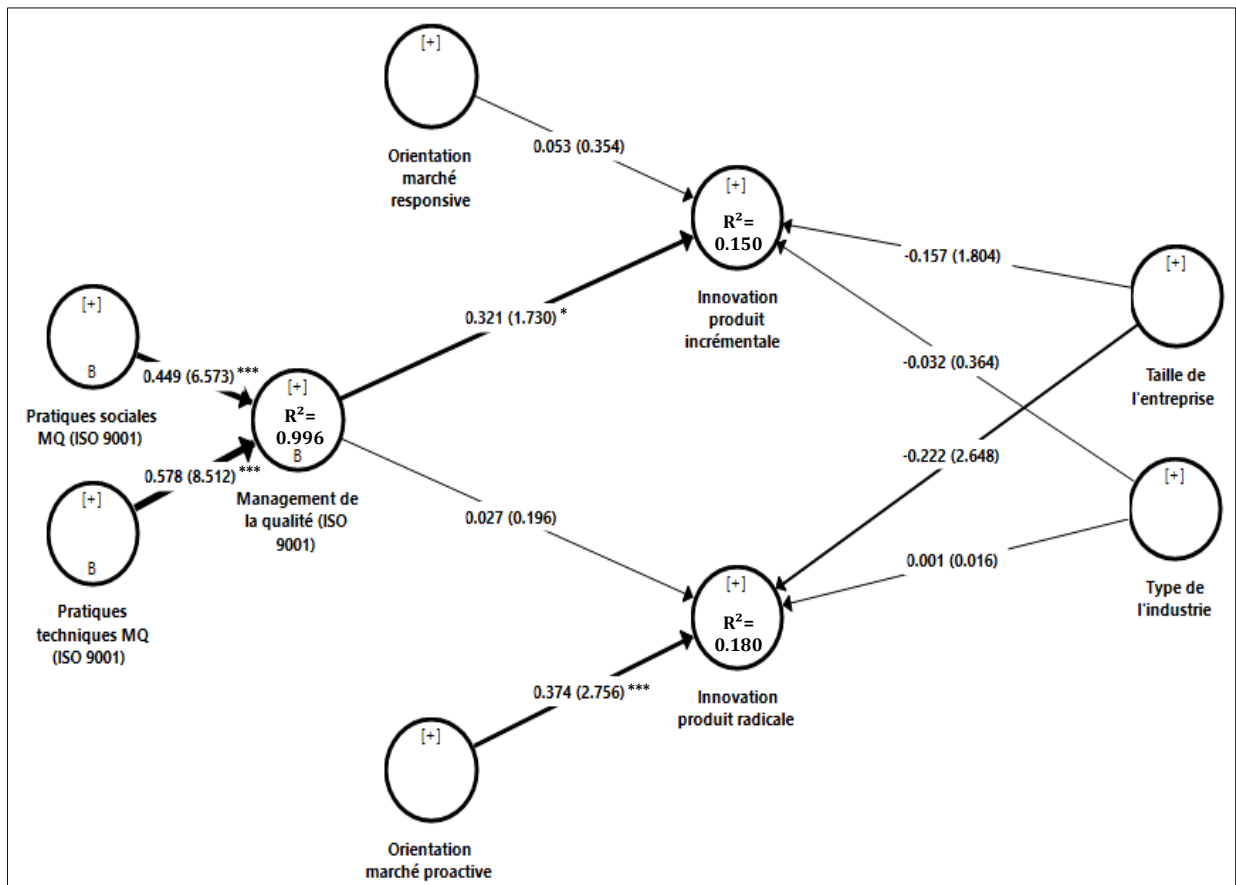 [+]
Orientation
marché
responsive
0.053 (0.354)
[+]
R²=
0.150
Innovation
produit
incrémentale
-0.157 (1.804)
[+]
Taille de
l'entreprise
[+]
B
Pratiques sociales
MQ (ISO 9001)
0.449 (6.573) ***
0.321 (1.730) *
-0.032 (0.364)
[+]
R²=
0.996
B
Management de
la qualité (ISO
9001)
0.578 (8.512) ***
[+]
B
Pratiques
techniques MQ
(ISO 9001)
-0.222 (2.648)
[+]
Type de
l'industrie
0.027 (0.196)
0.001 (0.016)
[+]
R²=
0.180
Innovation
produit radicale
0.374 (2.756) ***
[+]
Orientation
marché proactive